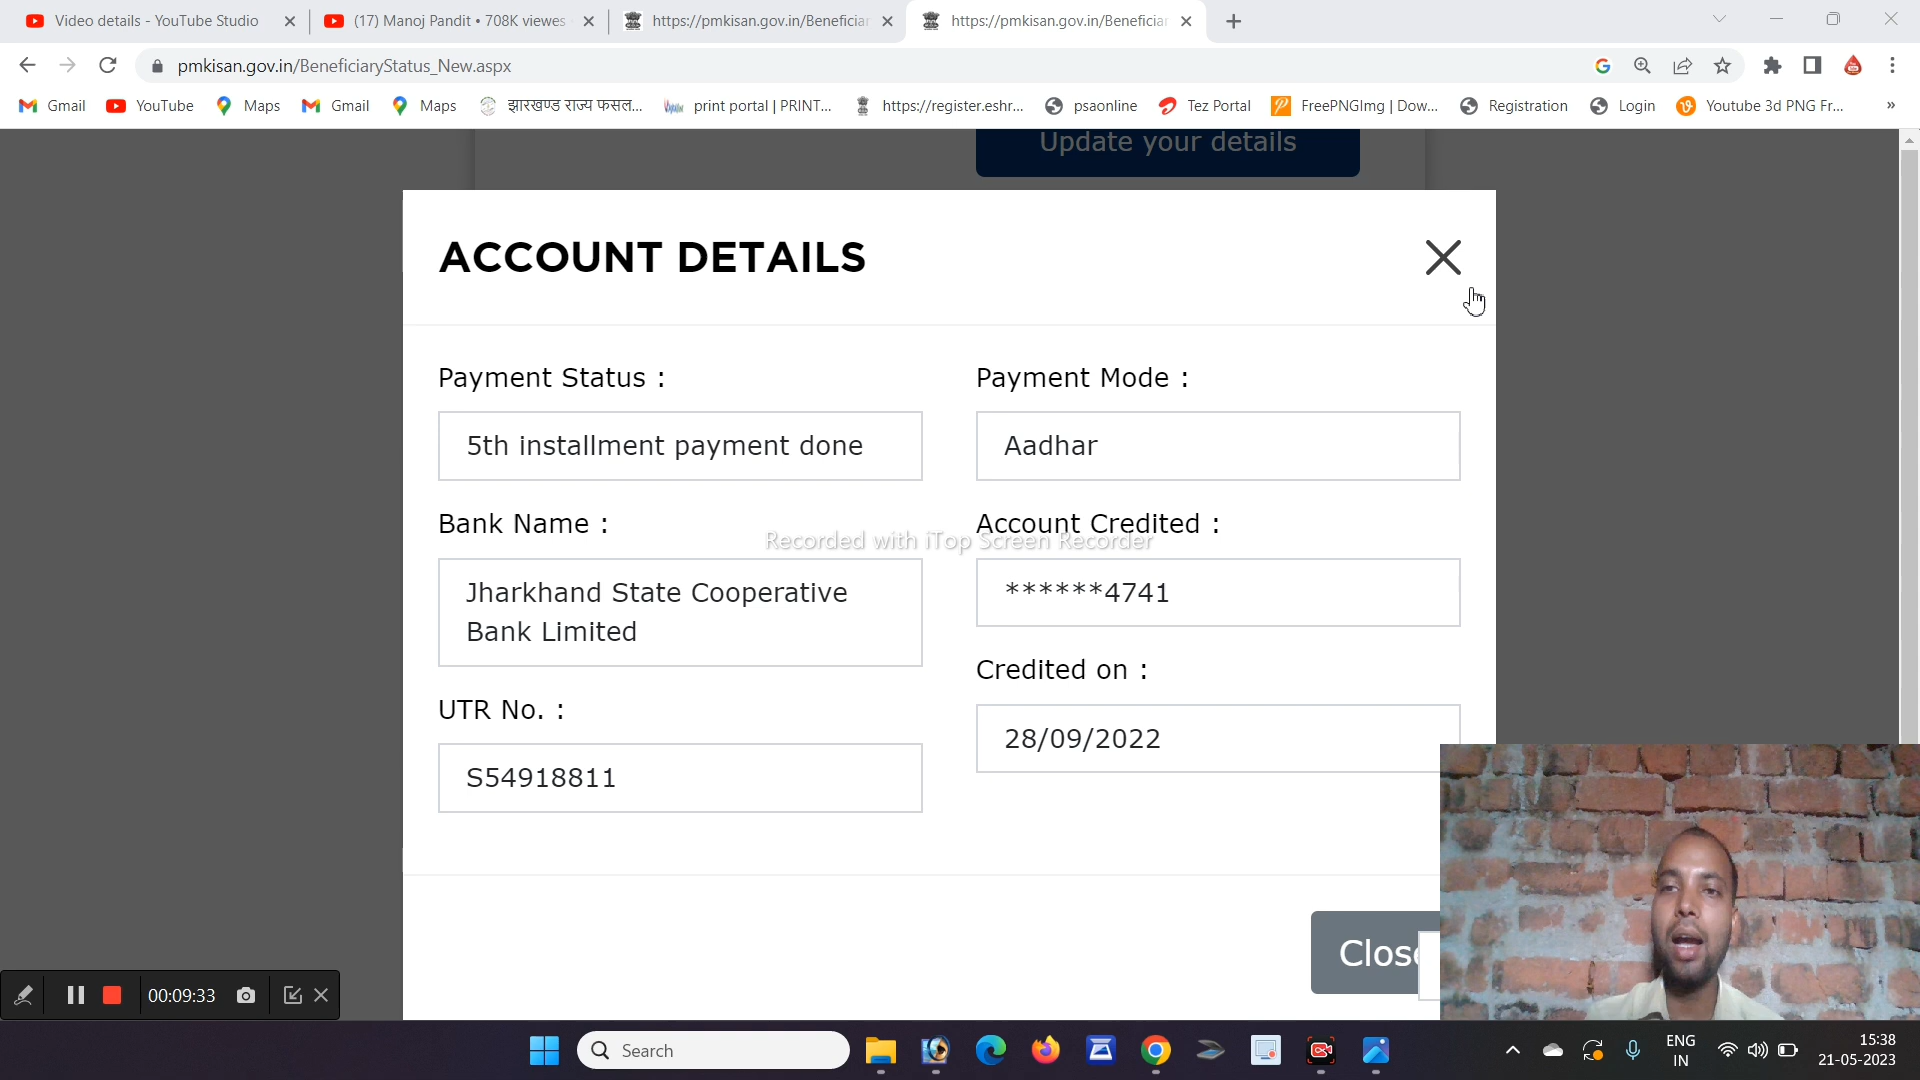 Video details - YouTube Studio
(17) Manoj Pandit • 708K viewes
https://pmkisan.gov.in/Beneficiar
https://pmkisan.gov.in/Beneficiar
pmkisan.gov.in/BeneficiaryStatus_New.aspx
Gmail
YouTube
Maps
Gmail
Maps
झारखण्ड राज्य फसल...
print portal | PRINT...
https://register.eshr...
psaonline
Tez Portal
FreePNGImg | Dow...
Registration
Login
Youtube 3d PNG Fr...
»
Update your details
ACCOUNT DETAILS
Payment Status :
Payment Mode :
5th installment payment done
Aadhar
Bank Name :
Account Credited :
Recorded with iTop Screen Recorder
Jharkhand State Cooperative
Bank Limited
******4741
Credited on :
UTR No. :
28/09/2022
S54918811
Close
00:09:33
Search
ENG
IN
15:38
21-05-2023